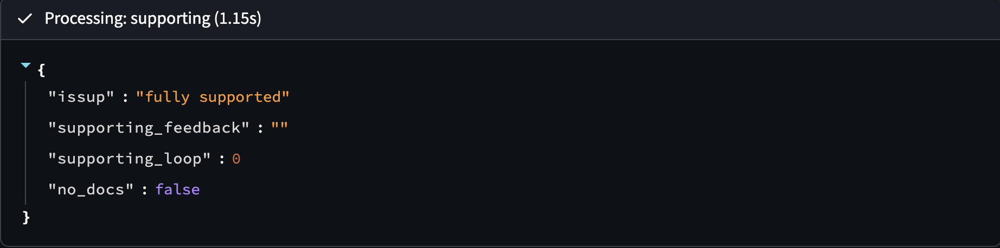 Processing: supporting (1.15s)
{
"issup" : "fully supported"
"supporting_feedback" : ""
"supporting_loop" : 0
"no_docs" : false
}